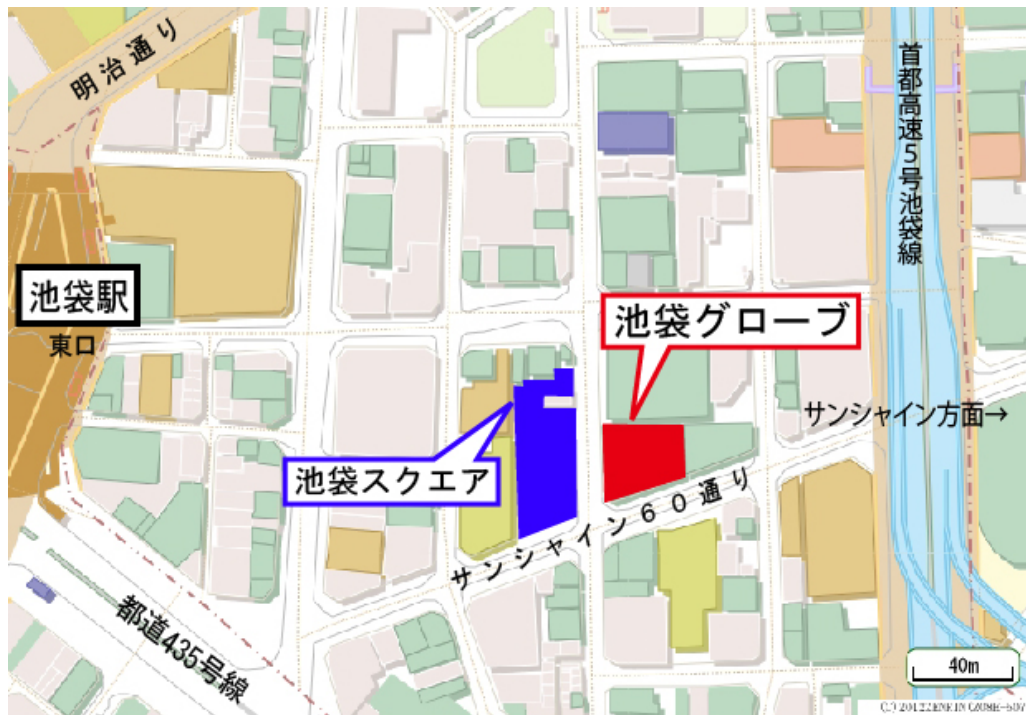 明治通り
首都高速5号池袋線
池袋駅
東口
池袋グローブ
サンシャイン方面→
池袋スクエア
サンシャイン60通り
都道435号線
40m